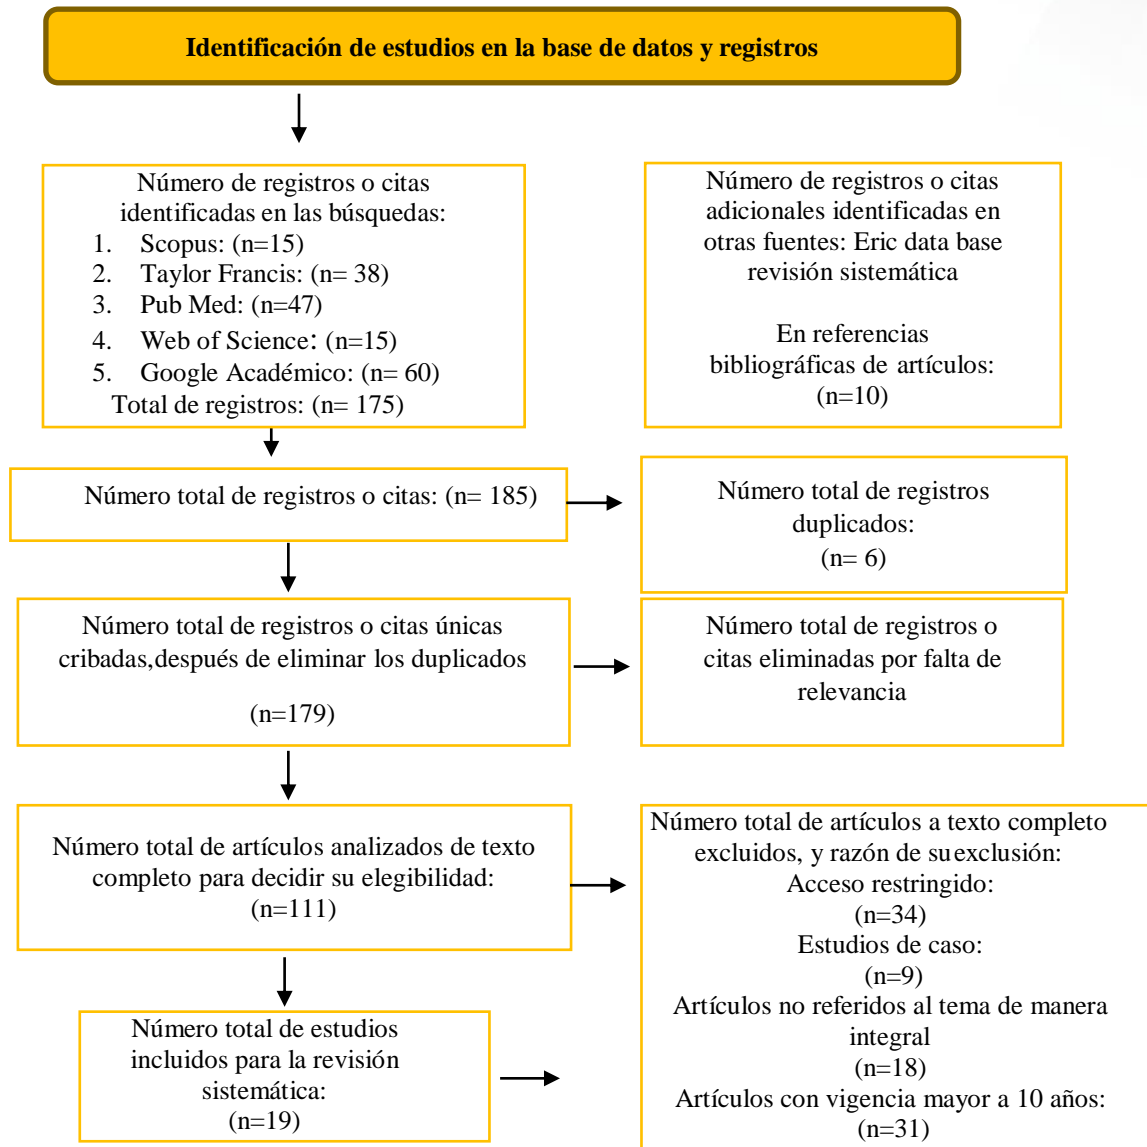 Identificación de estudios en la base de datos y registros
Número de registros o citas
identificadas en las búsquedas:
1. Scopus: (n=15)
2. Taylor Francis: (n= 38)
3. Pub Med: (n=47)
4. Web of Science: (n=15)
5. Google Académico: (n= 60)
Total de registros: (n= 175)
Número de registros o citas
adicionales identificadas en
otras fuentes: Eric data base
revisión sistemática
En referencias
bibliográficas de artículos:
(n=10)
Número total de registros o citas: (n= 185)
Número total de registros
duplicados:
(n= 6)
Número total de registros o citas únicas
cribadas,después de eliminar los duplicados
(n=179)
Número total de registros o
citas eliminadas por falta de
relevancia
Número total de artículos analizados de texto
completo para decidir su elegibilidad:
(n=111)
Número total de artículos a texto completo
excluidos, y razón de suexclusión:
Acceso restringido:
(n=34)
Estudios de caso:
(n=9)
Artículos no referidos al tema de manera
integral
(n=18)
Artículos con vigencia mayor a 10 años:
(n=31)
Número total de estudios
incluidos para la revisión
sistemática:
(n=19)